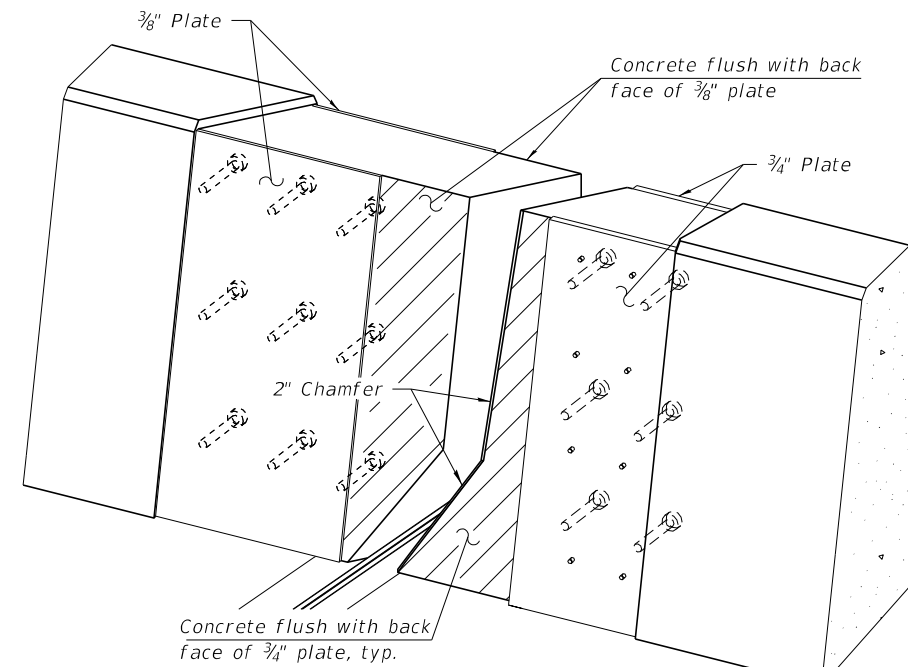 ⅜" Plate
Concrete flush with back
face of ⅜" plate
¾" Plate
2" Chamfer
Concrete flush with back
face of ¾" plate, typ.